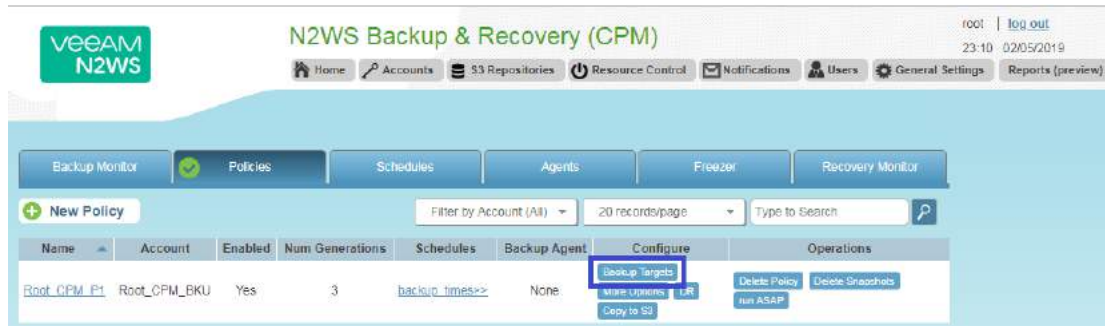 VEEAM
N2WS
N2WS Backup & Recovery (CPM)
root | log out
23:10 02/05/2019
Home Accounts S3 Repositories Resource Control Notifications Users General Settings Reports (preview)
Backup Monitor Policies Schedules Agents Freezer Recovery Monitor
New Policy Filter by Account (All) 20 records/page Type to Search
Name Account Enabled Num Generations Schedules Backup Agent Configure Operations
Root_CPM_P1 Root_CPM_BKU Yes 3 backup_times>> None
Backup Targets
More Options DR
Copy to S3
Delete Policy Delete Snapshots
run ASAP